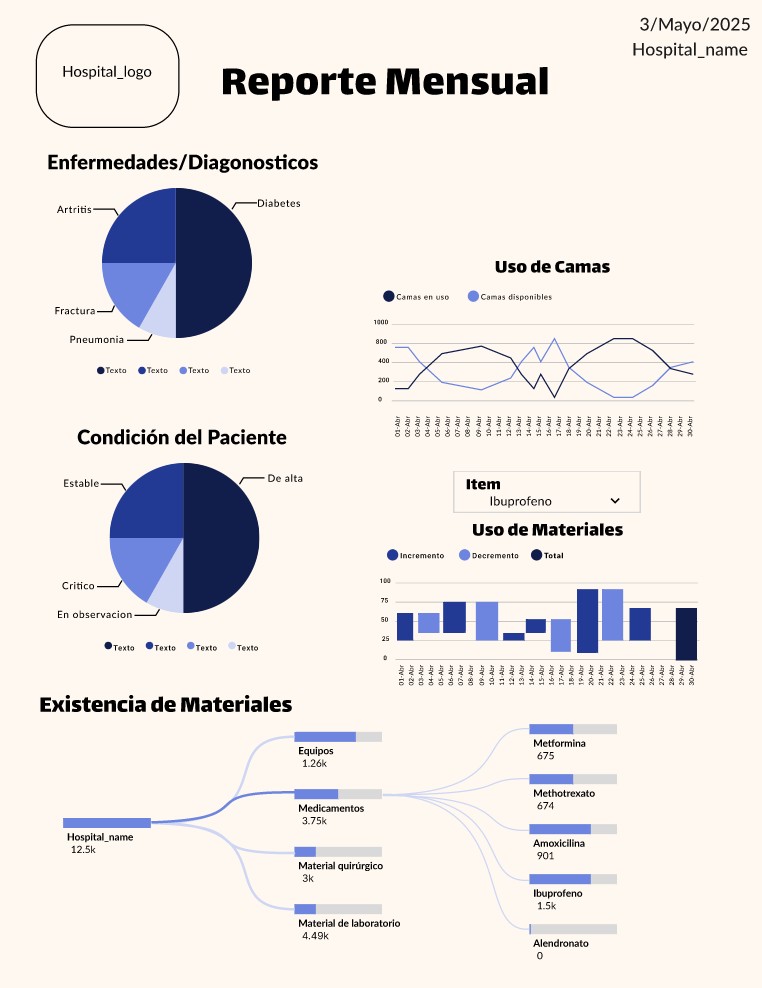 3/Mayo/2025
Hospital_name
Hospital_logo
Reporte Mensual
Enfermedades/Diagonosticos
Artritis
Diabetes
Fractura
Pneumonia
Texto Texto Texto Texto
Uso de Camas
Camas en uso Camas disponibles
1000
800
400
200
0
01-Abr 02-Abr 03-Abr 04-Abr 05-Abr 07-Abr 08-Abr 09-Abr 10-Abr 11-Abr 12-Abr 13-Abr 14-Abr 15-Abr 16-Abr 17-Abr 18-Abr 19-Abr 20-Abr 21-Abr 22-Abr 23-Abr 24-Abr 25-Abr 26-Abr 27-Abr 28-Abr 29-Abr 30-Abr
Condición del Paciente
Estable
De alta
Critico
En observacion
Texto Texto Texto Texto
Item
Ibuprofeno
Uso de Materiales
Incremento Decremento Total
100
75
50
25
0
01-Abr 02-Abr 03-Abr 04-Abr 05-Abr 07-Abr 08-Abr 09-Abr 10-Abr 11-Abr 12-Abr 13-Abr 14-Abr 15-Abr 16-Abr 17-Abr 19-Abr 20-Abr 21-Abr 22-Abr 23-Abr 24-Abr 25-Abr 26-Abr 27-Abr 28-Abr 29-Abr 30-Abr
Existencia de Materiales
Hospital_name
12.5k
Equipos
1.26k
Medicamentos
3.75k
Material quirúrgico
3k
Material de laboratorio
4.49k
Metformina
675
Methotrexato
674
Amoxicilina
901
Ibuprofeno
1.5k
Alendronato
0